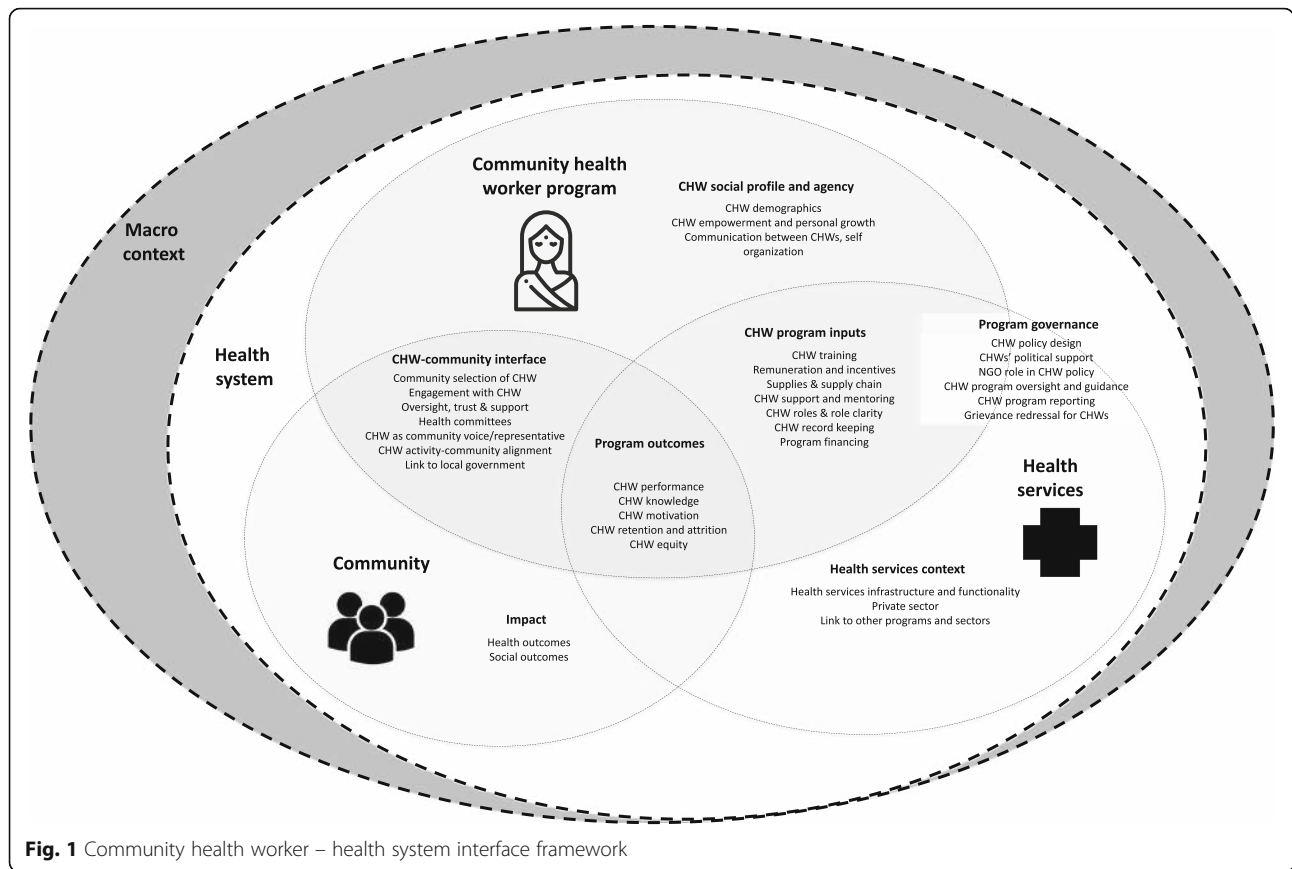 Community health
worker program
CHW social profile and agency
CHW demographics
CHW empowerment and personal growth
Communication between CHWs, self
organization
Macro
context
Health
system
CHW-community interface
Community selection of CHW
Engagement with CHW
Oversight, trust & support
Health committees
CHW as community voice/representative
CHW activity-community alignment
Link to local government
CHW program inputs
CHW training
Remuneration and incentives
Supplies & supply chain
CHW support and mentoring
CHW roles & role clarity
CHW record keeping
Program financing
Program governance
CHW policy design
CHWs' political support
NGO role in CHW policy
CHW program oversight and guidance
CHW program reporting
Grievance redressal for CHWs
Program outcomes
CHW performance
CHW knowledge
CHW motivation
CHW retention and attrition
CHW equity
Health
services
Community
Impact
Health outcomes
Social outcomes
Health services context
Health services infrastructure and functionality
Private sector
Link to other programs and sectors
Fig. 1 Community health worker – health system interface framework